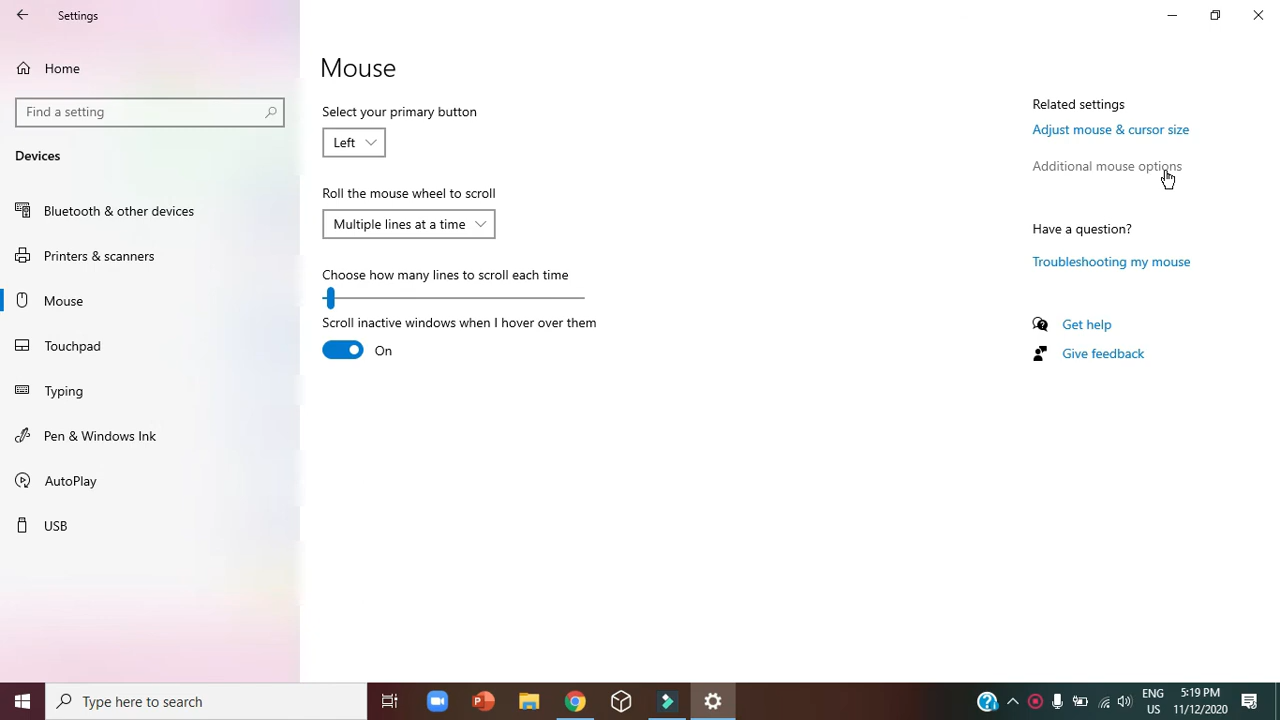 Settings
Home
Find a setting
Devices
Bluetooth & other devices
Printers & scanners
Mouse
Touchpad
Typing
Pen & Windows Ink
AutoPlay
USB
Mouse
Select your primary button
Left
Roll the mouse wheel to scroll
Multiple lines at a time
Choose how many lines to scroll each time
Scroll inactive windows when I hover over them
On
Related settings
Adjust mouse & cursor size
Additional mouse options
Have a question?
Troubleshooting my mouse
Get help
Give feedback
Type here to search
ENG
US
5:19 PM
11/12/2020